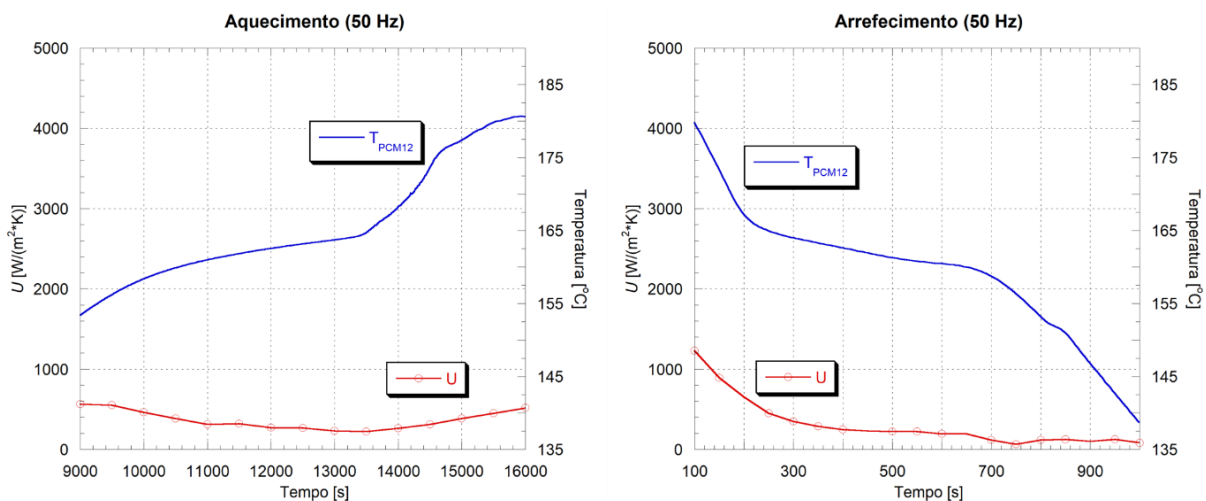 Aquecimento (50 Hz)
5000
4000
3000
2000
1000
0
U [W/(m²*K)]
185
175
165
155
145
135
Temperatura [°C]
T PCM12
U
9000 10000 11000 12000 13000 14000 15000 16000
Tempo [s]
Arrefecimento (50 Hz)
5000
4000
3000
2000
1000
0
U [W/(m²*K)]
185
175
165
155
145
135
Temperatura [°C]
T PCM12
U
100 300 500 700 900
Tempo [s]